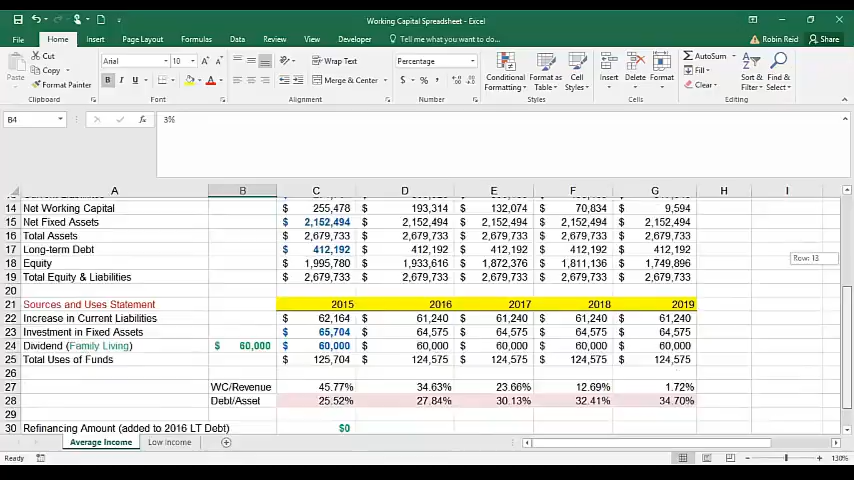 Working Capital Spreadsheet - Excel
File Home Insert Page Layout Formulas Data Review View Developer Tell me what you want to do... Robin Reid Share
Cut Arial 10 Wrap Text Percentage AutoSum
Copy Fill
Paste Format Painter B I U Merge & Center $ % Conditional Formatting Format as Table Cell Styles Insert Delete Format Clear Sort & Filter Find & Select
Clipboard Font Alignment Number Styles Cells Editing
B4 fx 3%
A B C D E F G H I
14 Net Working Capital $ 255,478 $ 193,314 $ 132,074 $ 70,834 $ 9,594
15 Net Fixed Assets $ 2,152,494 $ 2,152,494 $ 2,152,494 $ 2,152,494 $ 2,152,494
16 Total Assets $ 2,679,733 $ 2,679,733 $ 2,679,733 $ 2,679,733 $ 2,679,733
17 Long-term Debt $ 412,192 $ 412,192 $ 412,192 $ 412,192 $ 412,192
18 Equity $ 1,995,780 $ 1,933,616 $ 1,872,376 $ 1,811,136 $ 1,749,896
19 Total Equity & Liabilities $ 2,679,733 $ 2,679,733 $ 2,679,733 $ 2,679,733 $ 2,679,733
20
21 Sources and Uses Statement 2015 2016 2017 2018 2019
22 Increase in Current Liabilities $ 62,164 $ 61,240 $ 61,240 $ 61,240 $ 61,240
23 Investment in Fixed Assets $ 65,704 $ 64,575 $ 64,575 $ 64,575 $ 64,575
24 Dividend (Family Living) $ 60,000 $ 60,000 $ 60,000 $ 60,000 $ 60,000 $ 60,000
25 Total Uses of Funds $ 125,704 $ 124,575 $ 124,575 $ 124,575 $ 124,575
26
27 WC/Revenue 45.77% 34.63% 23.66% 12.69% 1.72%
28 Debt/Asset 25.52% 27.84% 30.13% 32.41% 34.70%
29
30 Refinancing Amount (added to 2016 LT Debt) $0
Row: 13
Average Income Low income
Ready 130%